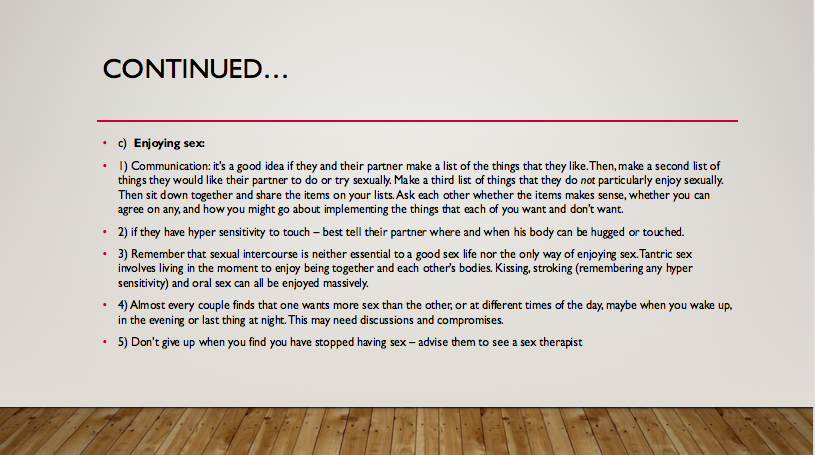 CONTINUED...
• c) Enjoying sex:
• 1) Communication: it's a good idea if they and their partner make a list of the things that they like. Then, make a second list of
things they would like their partner to do or try sexually. Make a third list of things that they do not particularly enjoy sexually.
Then sit down together and share the items on your lists. Ask each other whether the items makes sense, whether you can
agree on any, and how you might go about implementing the things that each of you want and don't want.
• 2) if they have hyper sensitivity to touch – best tell their partner where and when his body can be hugged or touched.
• 3) Remember that sexual intercourse is neither essential to a good sex life nor the only way of enjoying sex. Tantric sex
involves living in the moment to enjoy being together and each other's bodies. Kissing, stroking (remembering any hyper
sensitivity) and oral sex can all be enjoyed massively.
• 4) Almost every couple finds that one wants more sex than the other, or at different times of the day, maybe when you wake up,
in the evening or last thing at night. This may need discussions and compromises.
• 5) Don't give up when you find you have stopped having sex – advise them to see a sex therapist